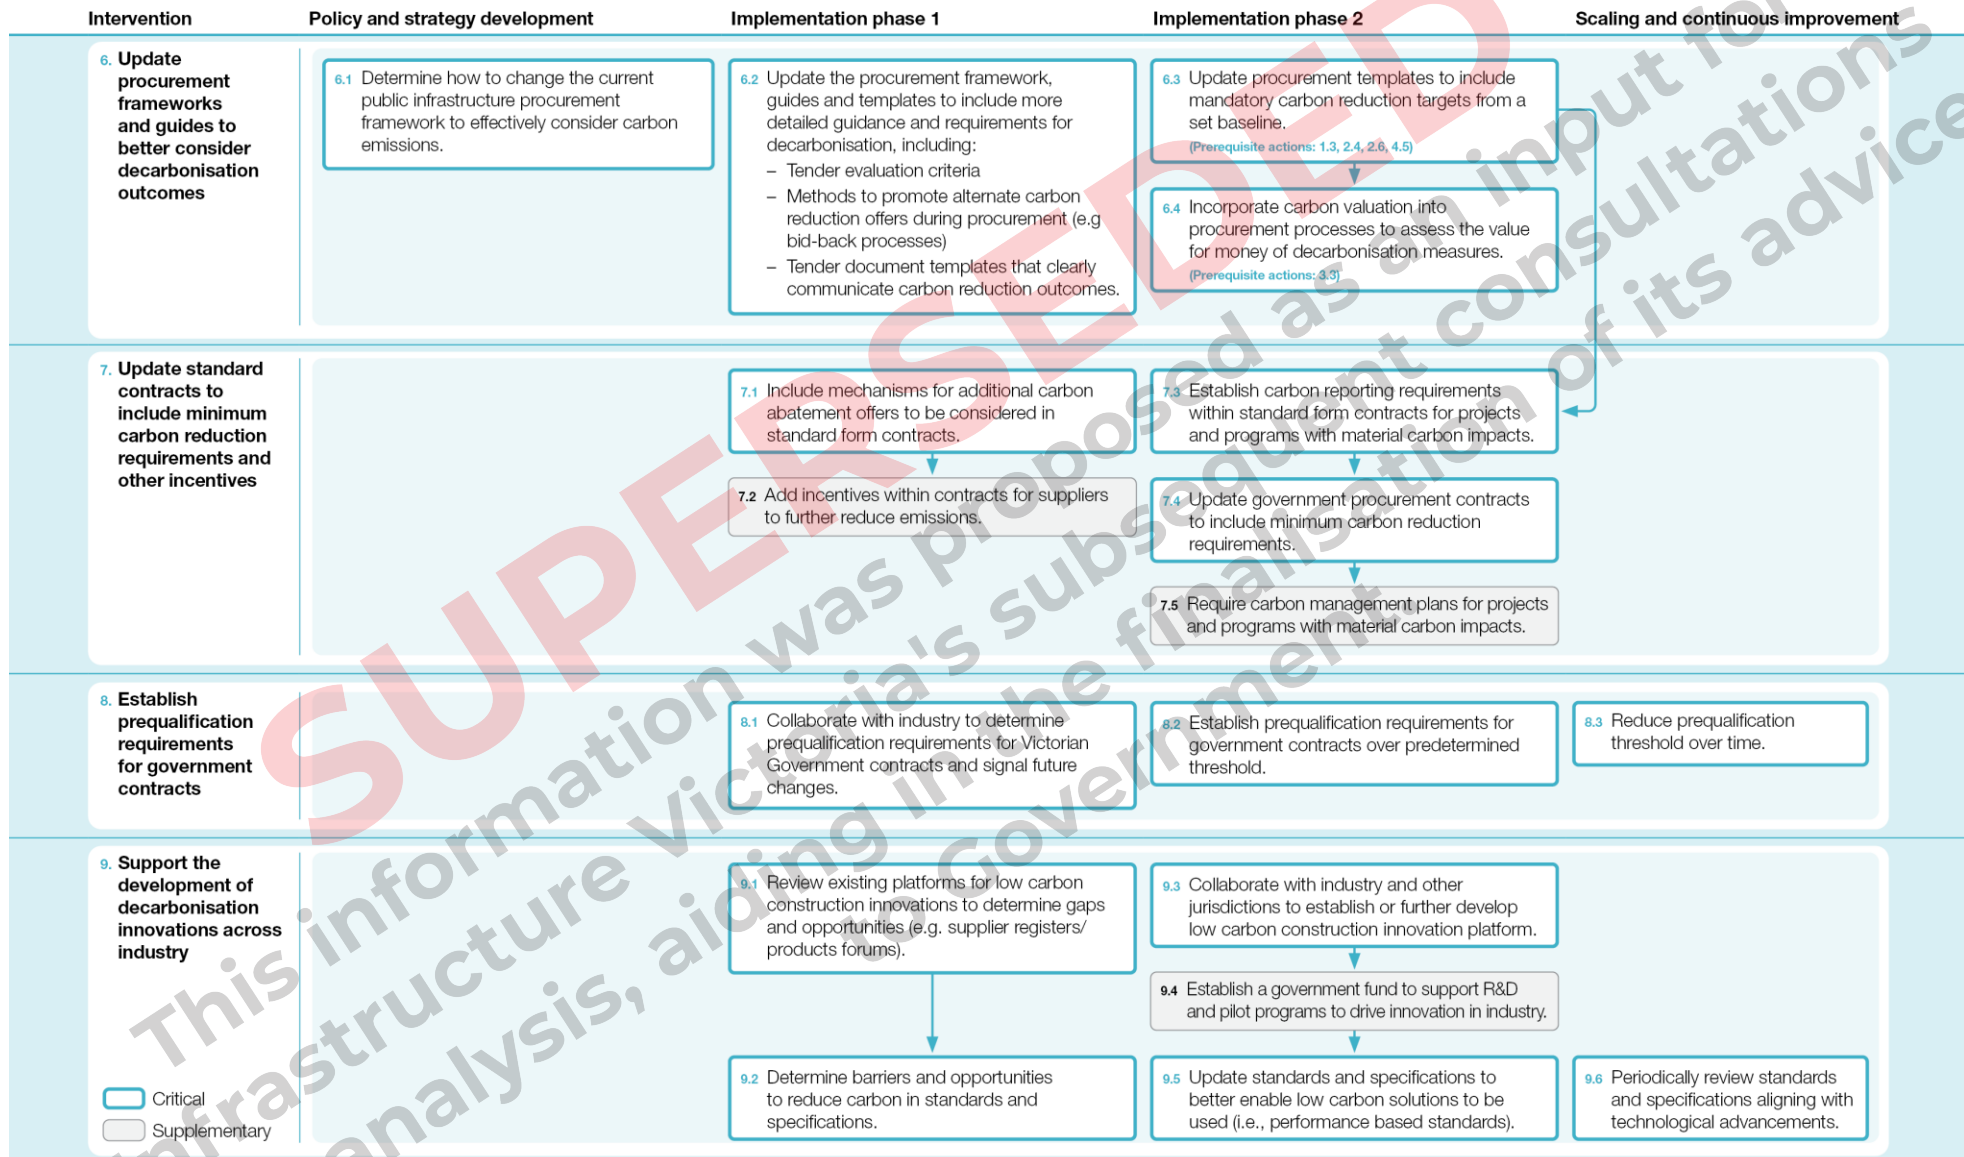 Intervention
Policy and strategy development
Implementation phase 1
Implementation phase 2
Scaling and continuous improvement
6. Update
procurement
frameworks
and guides to
better consider
decarbonisation
outcomes
6.1 Determine how to change the current
public infrastructure procurement
framework to effectively consider carbon
emissions.
6.2 Update the procurement framework,
guides and templates to include more
detailed guidance and requirements for
decarbonisation, including:
– Tender evaluation criteria
– Methods to promote alternate carbon
reduction offers during procurement (e.g
bid-back processes)
– Tender document templates that clearly
communicate carbon reduction outcomes.
6.3 Update procurement templates to include
mandatory carbon reduction targets from a
set baseline.
(Prerequisite actions: 1.3, 2.4, 2.6, 4.5)
6.4 Incorporate carbon valuation into
procurement processes to assess the value
for money of decarbonisation measures.
(Prerequisite actions: 3.3)
7. Update standard
contracts to
include minimum
carbon reduction
requirements and
other incentives
7.1 Include mechanisms for additional carbon
abatement offers to be considered in
standard form contracts.
7.2 Add incentives within contracts for suppliers
to further reduce emissions.
7.3 Establish carbon reporting requirements
within standard form contracts for projects
and programs with material carbon impacts.
7.4 Update government procurement contracts
to include minimum carbon reduction
requirements.
7.5 Require carbon management plans for projects
and programs with material carbon impacts.
8. Establish
prequalification
requirements
for government
contracts
8.1 Collaborate with industry to determine
prequalification requirements for Victorian
Government contracts and signal future
changes.
8.2 Establish prequalification requirements for
government contracts over predetermined
threshold.
8.3 Reduce prequalification
threshold over time.
9. Support the
development of
decarbonisation
innovations across
industry
9.1 Review existing platforms for low carbon
construction innovations to determine gaps
and opportunities (e.g. supplier registers/
products forums).
9.2 Determine barriers and opportunities
to reduce carbon in standards and
specifications.
9.3 Collaborate with industry and other
jurisdictions to establish or further develop
low carbon construction innovation platform.
9.4 Establish a government fund to support R&D
and pilot programs to drive innovation in industry.
9.5 Update standards and specifications to
better enable low carbon solutions to be
used (i.e., performance based standards).
9.6 Periodically review standards
and specifications aligning with
technological advancements.
Critical
Supplementary
SUPERSEDED
This information was proposed as an input for
Infrastructure Victoria's subsequent consultations
analysis, aiding in the finalisation of its advice
to Government.